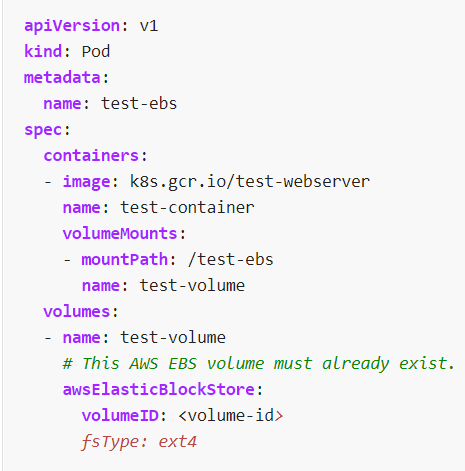 apiVersion: v1
kind: Pod
metadata:
  name: test-ebs
spec:
  containers:
  - image: k8s.gcr.io/test-webserver
    name: test-container
    volumeMounts:
    - mountPath: /test-ebs
      name: test-volume
  volumes:
  - name: test-volume
    # This AWS EBS volume must already exist.
    awsElasticBlockStore:
      volumeID: <volume-id>
      fsType: ext4